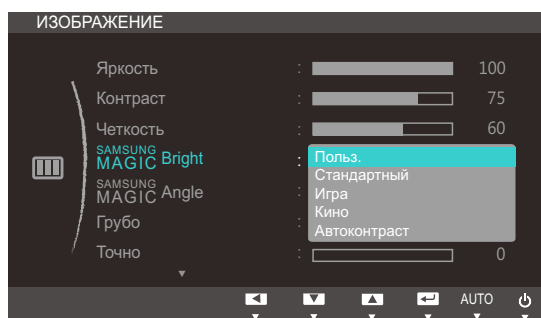 ИЗОБРАЖЕНИЕ
Яркость : 100
Контраст : 75
Четкость : 60
SAMSUNG
MAGIC Bright :
Польз.
Стандартный
Игра
Кино
Автоконтраст
SAMSUNG
MAGIC Angle :
Грубо :
Точно : 0
AUTO